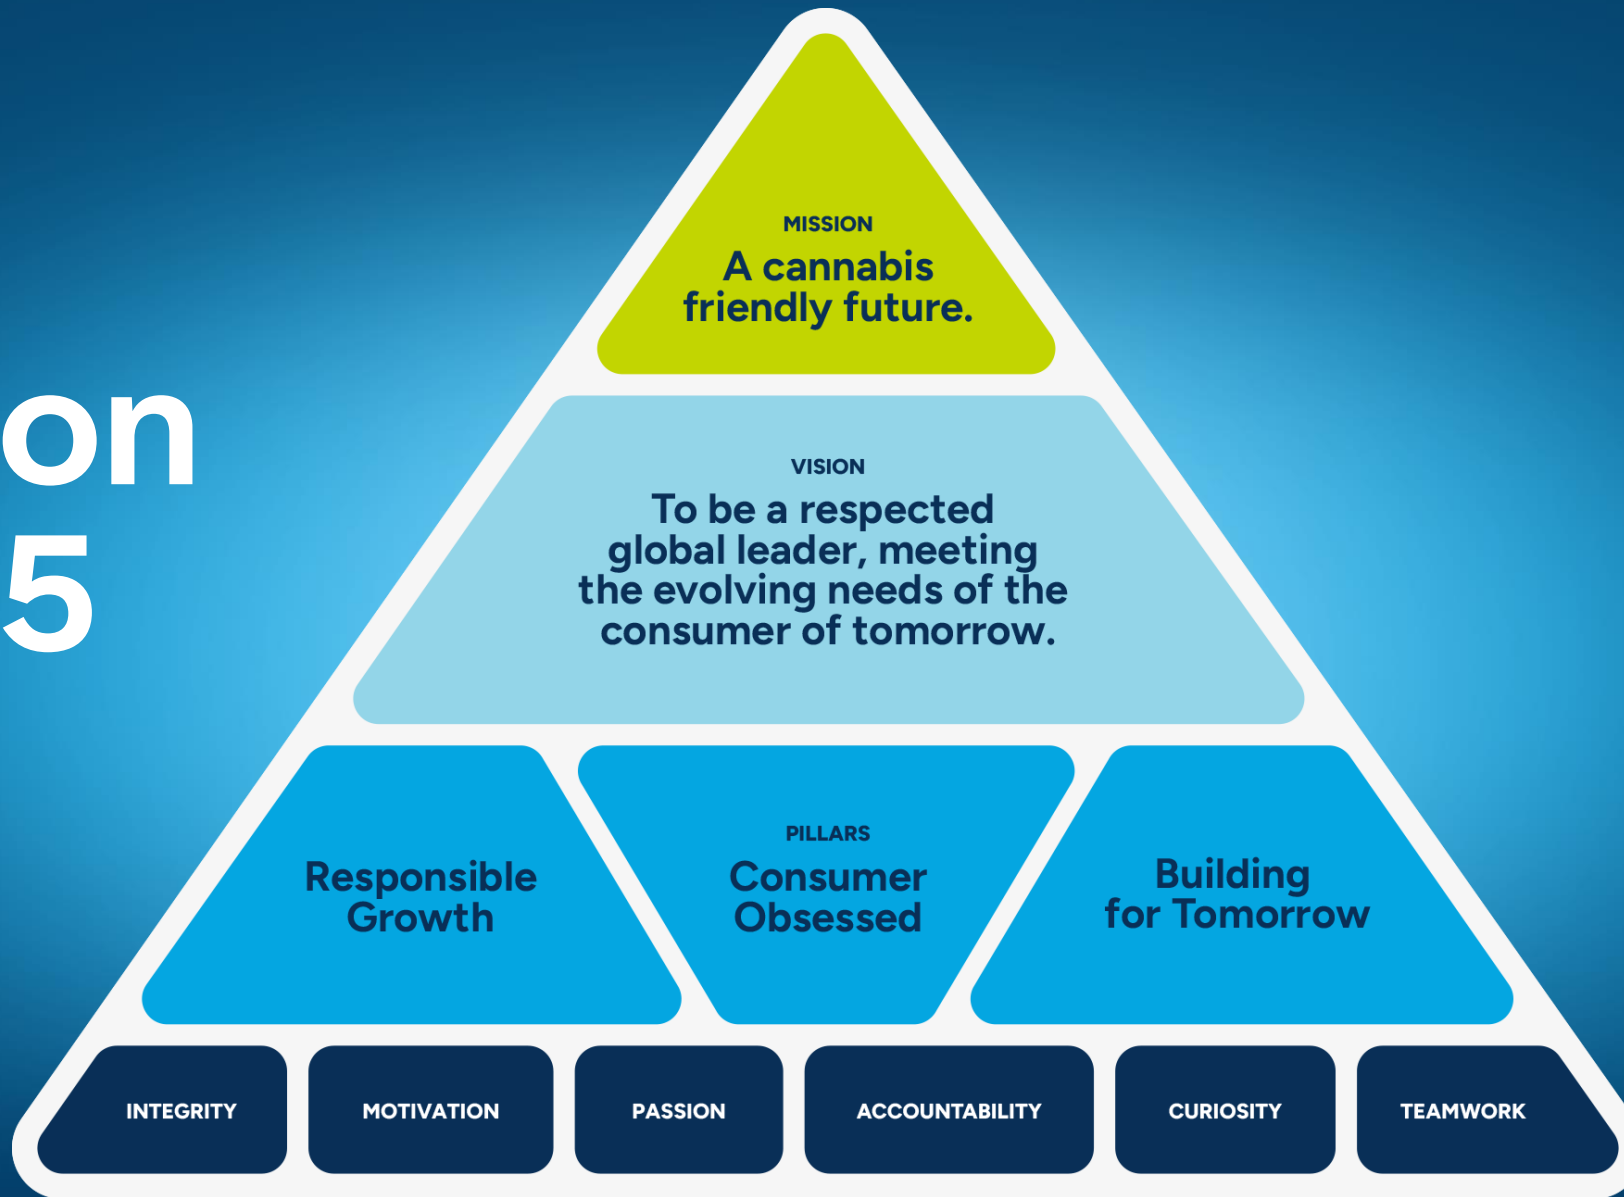 on
5
MISSION
A cannabis
friendly future.
VISION
To be a respected
global leader, meeting
the evolving needs of the
consumer of tomorrow.
Responsible
Growth
PILLARS
Consumer
Obsessed
Building
for Tomorrow
INTEGRITY
MOTIVATION
PASSION
ACCOUNTABILITY
CURIOSITY
TEAMWORK